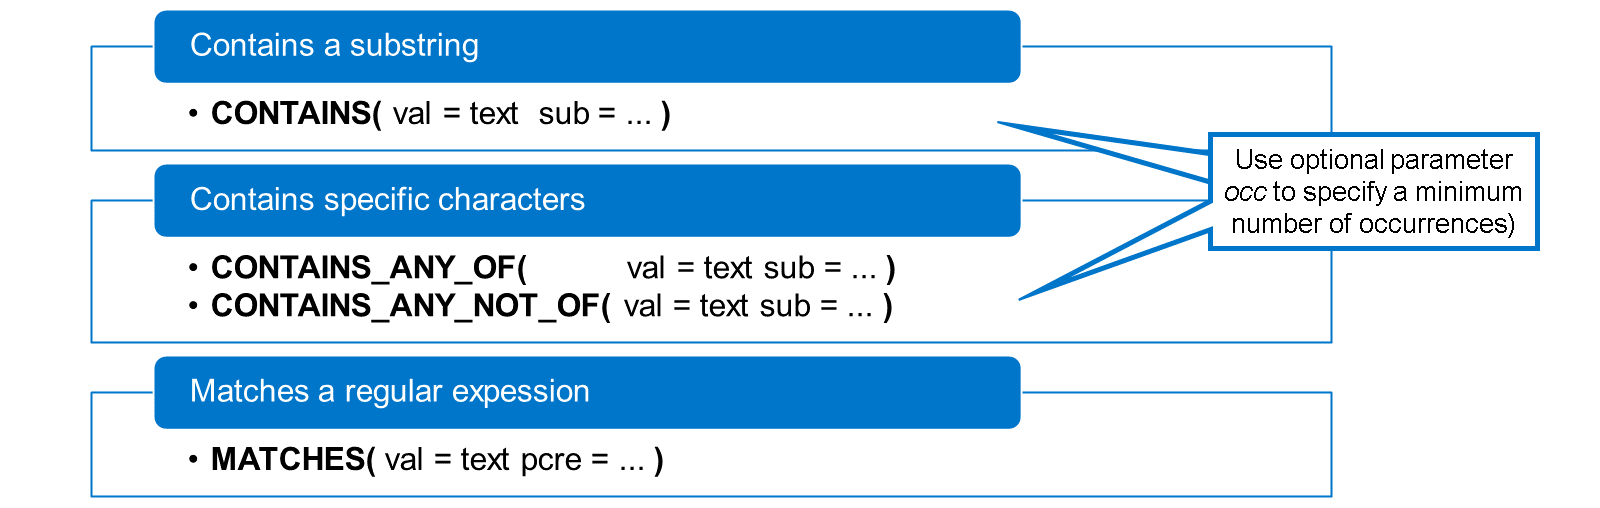 Contains a substring
• CONTAINS( val = text  sub = ... )
Use optional parameter
occ to specify a minimum
number of occurrences)
Contains specific characters
• CONTAINS_ANY_OF( val = text sub = ... )
• CONTAINS_ANY_NOT_OF( val = text sub = ... )
Matches a regular expession
• MATCHES( val = text pcre = ... )